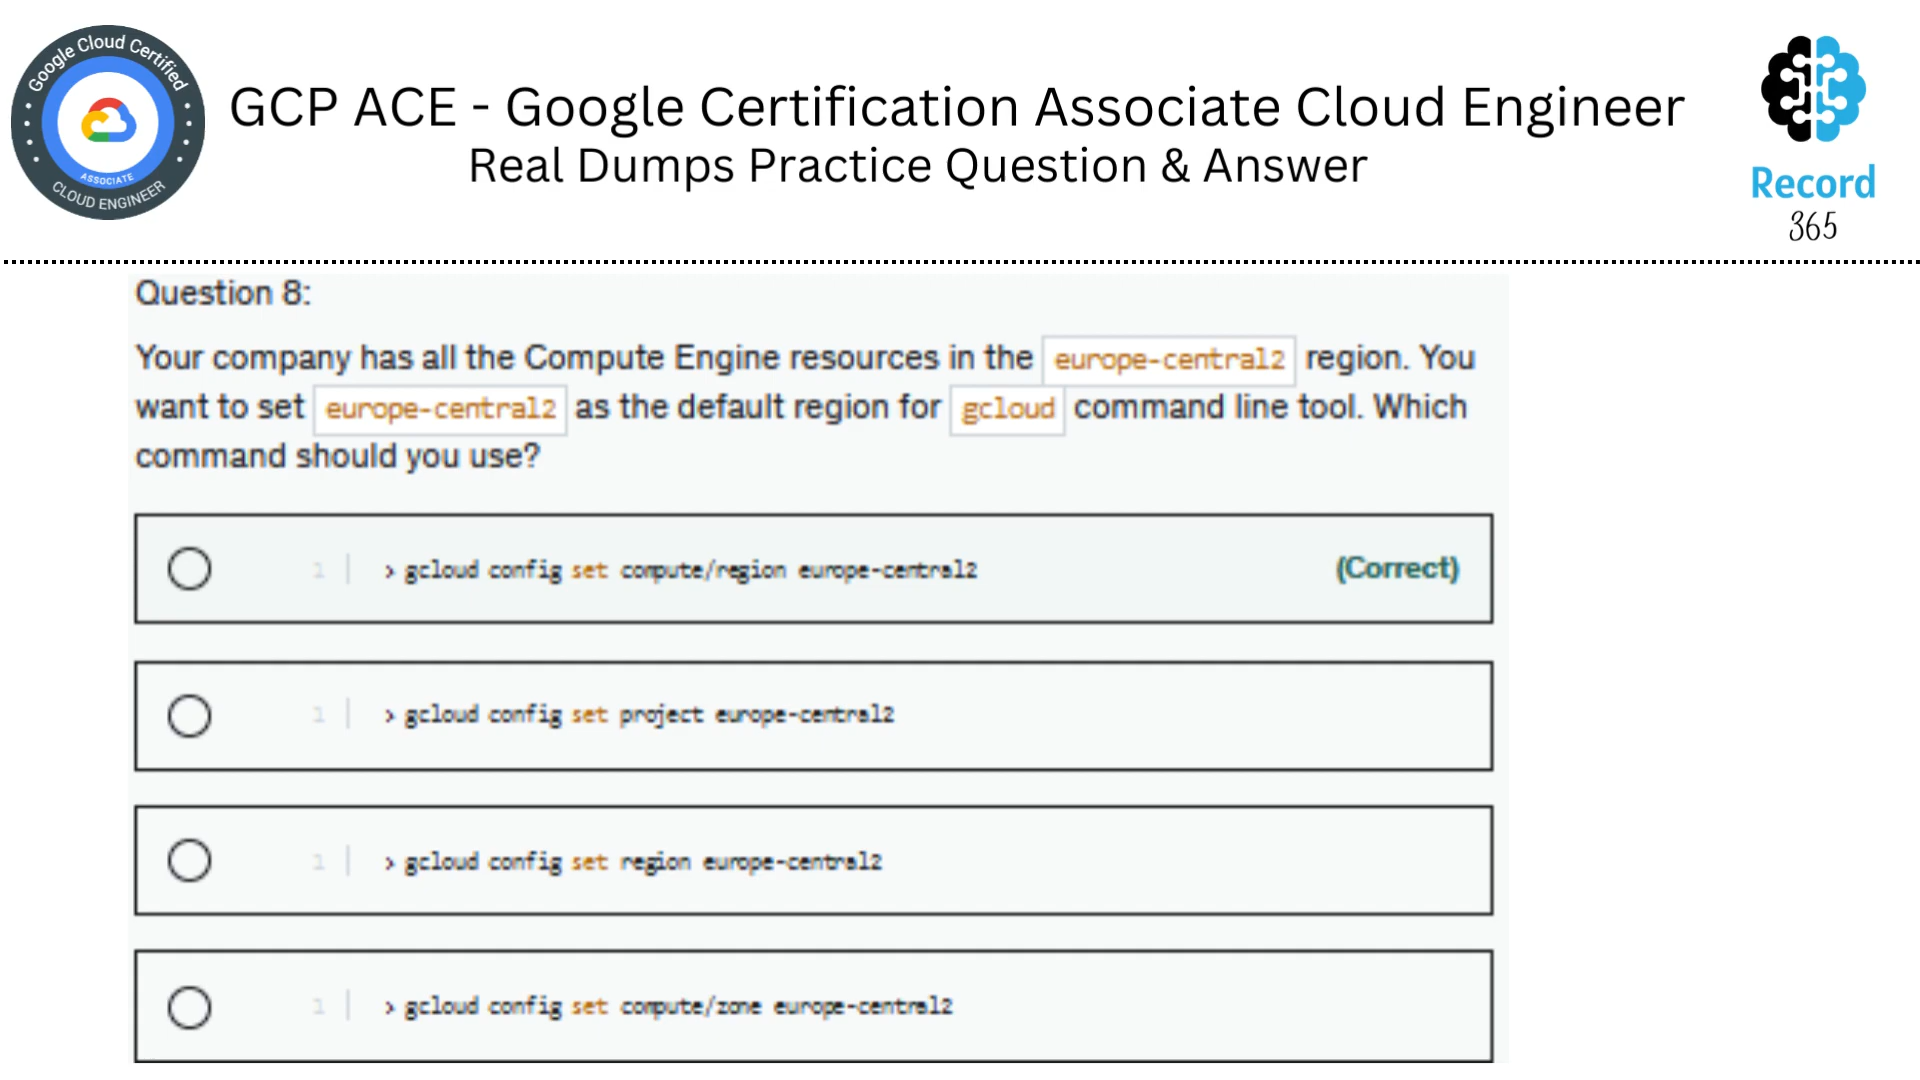 Google Cloud Certified
ASSOCIATE
CLOUD ENGINEER
GCP ACE - Google Certification Associate Cloud Engineer
Real Dumps Practice Question & Answer
Record
365
Question 8:
Your company has all the Compute Engine resources in the europe-central2 region. You
want to set europe-central2 as the default region for gcloud command line tool. Which
command should you use?
1 > gcloud config set compute/region europe-central2 (Correct)
1 > gcloud config set project europe-central2
1 > gcloud config set region europe-central2
1 > gcloud config set compute/zone europe-central2